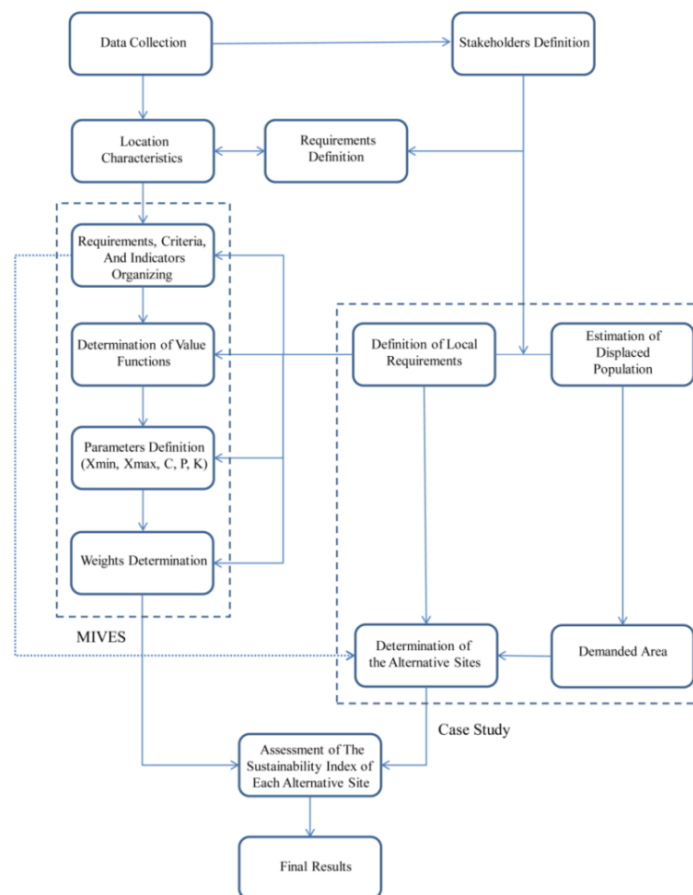 Data Collection
Stakeholders Definition
Location
Characteristics
Requirements
Definition
Requirements, Criteria,
And Indicators
Organizing
Determination of Value
Functions
Definition of Local
Requirements
Estimation of
Displaced
Population
Parameters Definition
(Xmin, Xmax, C, P, K)
Weights Determination
MIVES
Determination of
the Alternative Sites
Demanded Area
Case Study
Assessment of The
Sustainability Index of
Each Alternative Site
Final Results